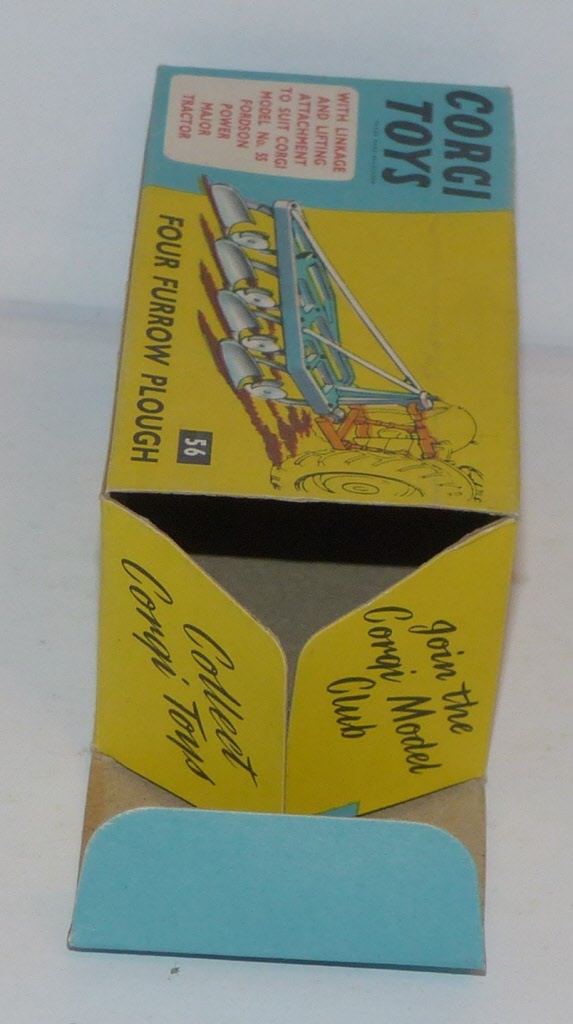 CORGI
TOYS
WITH LINKAGE
AND LIFTING
ATTACHMENT
TO SUIT CORGI
MODEL No. 55
FORDSON
POWER
MAJOR
TRACTOR
FOUR FURROW PLOUGH
56
Join the
Corgi Model
Club
Collect
Corgi Toys